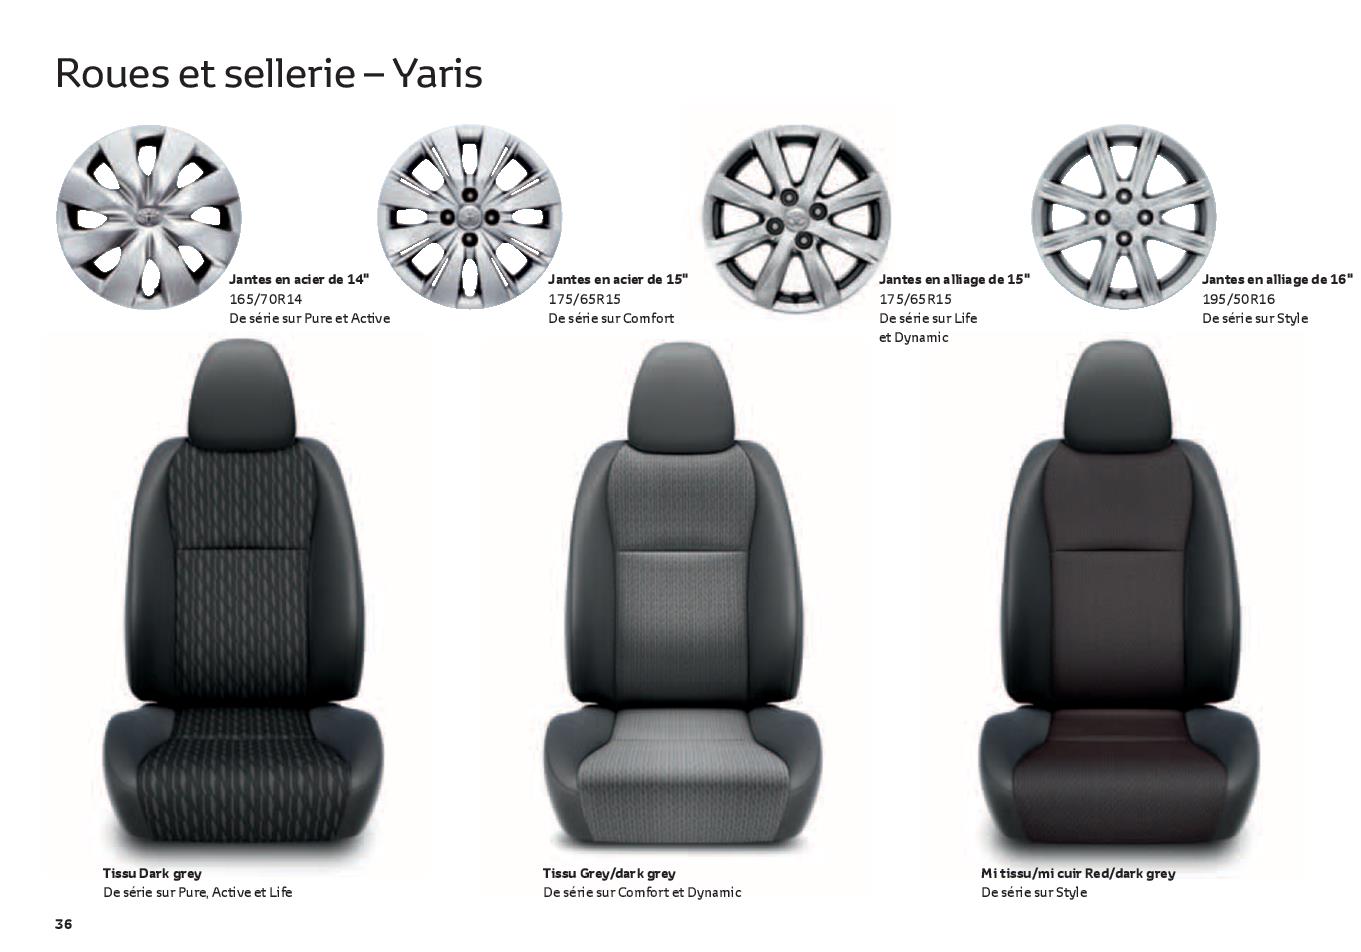 Roues et sellerie – Yaris
Jantes en acier de 14"
165/70R14
De série sur Pure et Active
Jantes en acier de 15"
175/65R15
De série sur Comfort
Jantes en alliage de 15"
175/65R15
De série sur Life
et Dynamic
Jantes en alliage de 16"
195/50R16
De série sur Style
Tissu Dark grey
De série sur Pure, Active et Life
Tissu Grey/dark grey
De série sur Comfort et Dynamic
Mi tissu/mi cuir Red/dark grey
De série sur Style
36